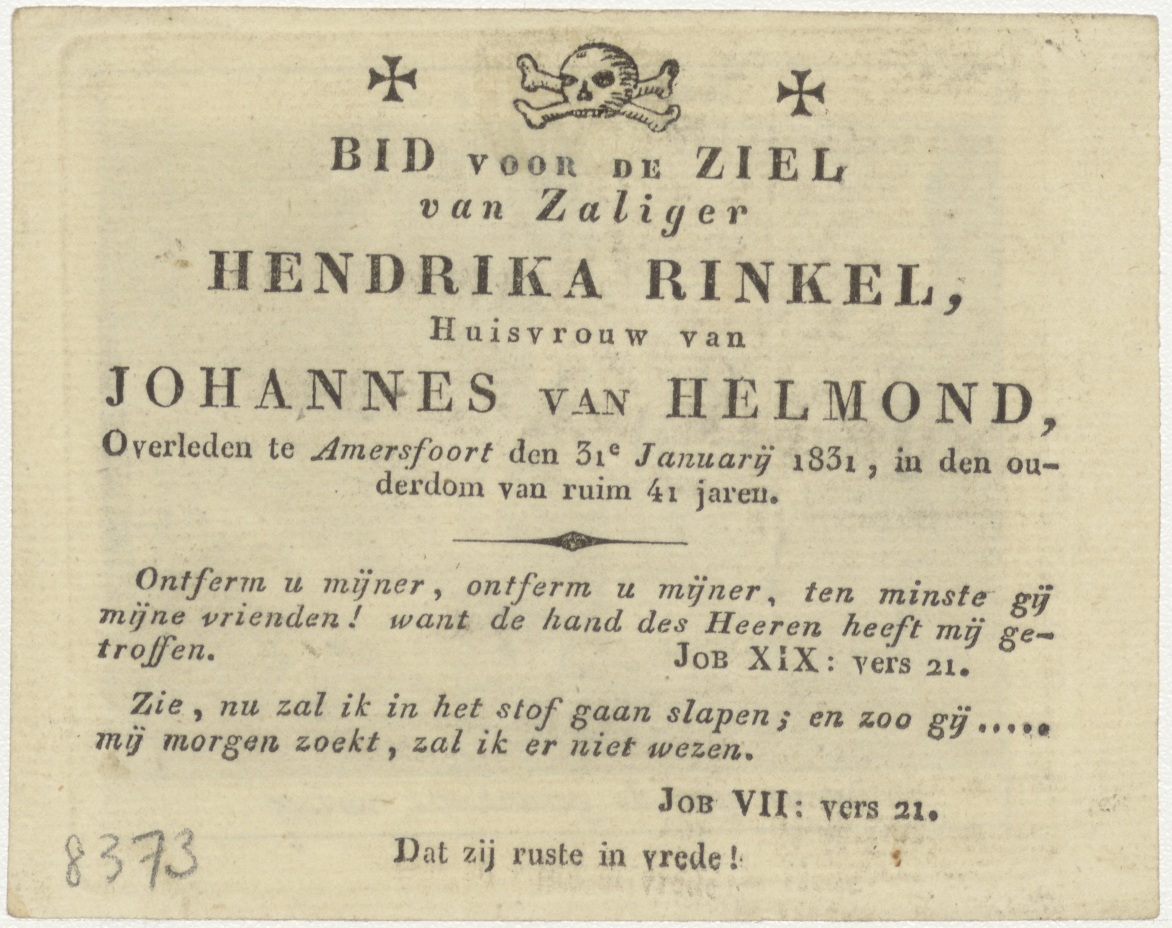 BID VOOR DE ZIEL
van Zaliger
HENDRIKA RINKEL,
Huisvrouw van
JOHANNES VAN HELMOND,
Overleden te Amersfoort den 31e Januarij 1831, in den ou-
derdom van ruim 41 jaren.
Ontferm u mijner, ontferm u mijner, ten minste gij
mijne vrienden! want de hand des Heeren heeft mij ge-
troffen.
JOB XIX: vers 21.
Zie, nu zal ik in het stof gaan slapen; en zoo gij.....
mij morgen zoekt, zal ik er niet wezen.
JOB VII: vers 21.
Dat zij ruste in vrede!
8373